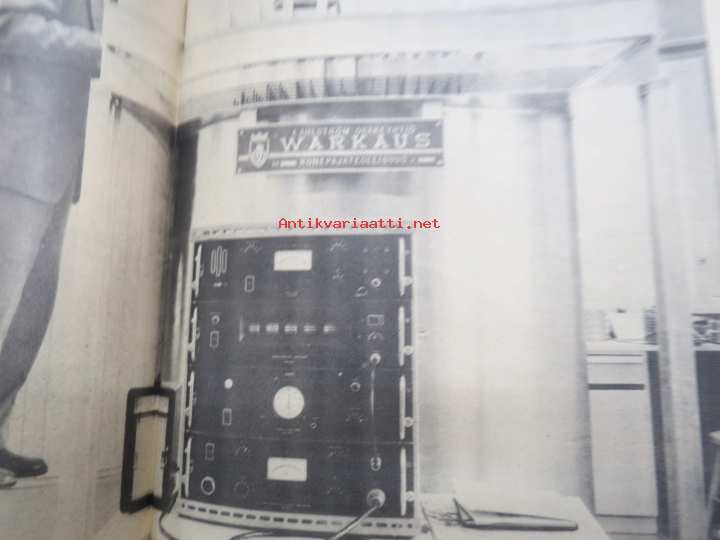 A. AHLSTRÖM OSAKEYHTIÖ
WARKAUS
KONEPAJATEOLLISUUS
Antikvariaatti.net